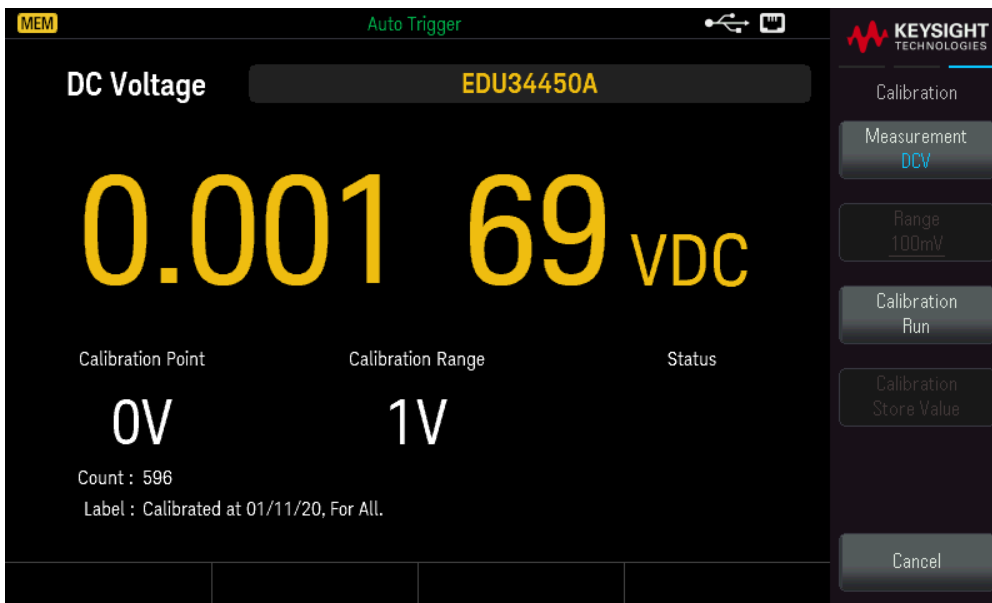 MEM
Auto Trigger
KEYSIGHT
TECHNOLOGIES
DC Voltage
EDU34450A
0.001 69 VDC
Calibration Point
Calibration Range
Status
0V
1V
Count : 596
Label : Calibrated at 01/11/20, For All.
Calibration
Measurement
DCV
Range
100mV
Calibration
Run
Calibration
Store Value
Cancel